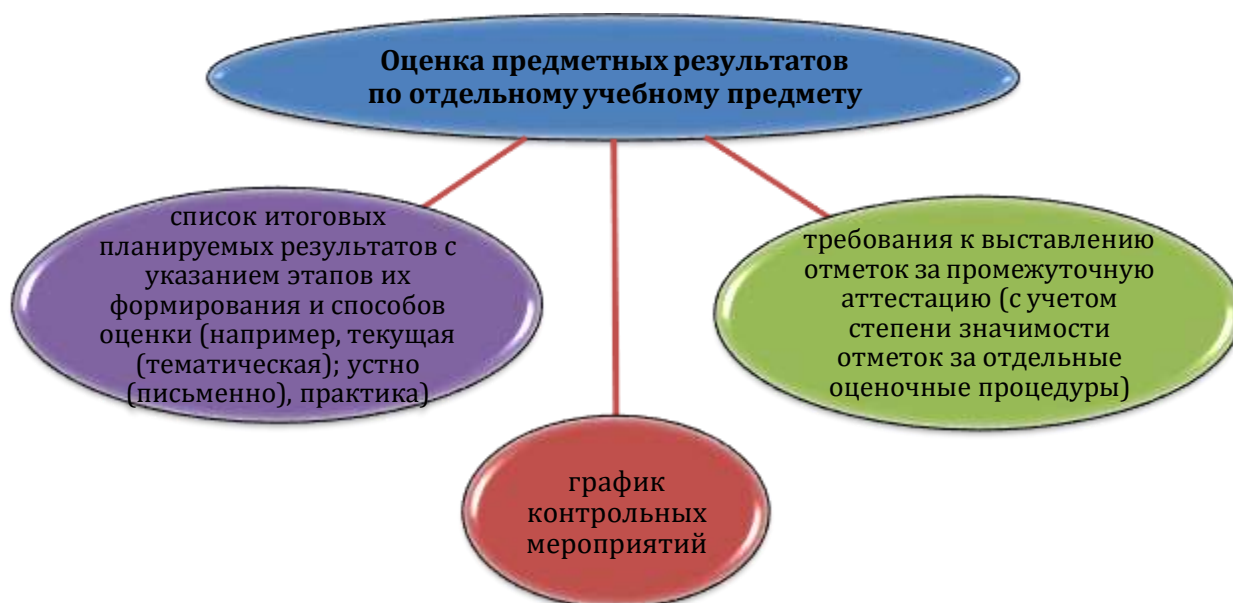 Оценка предметных результатов
по отдельному учебному предмету
список итоговых
планируемых результатов с
указанием этапов их
формирования и способов
оценки (например, текущая
(тематическая); устно
(письменно), практика)
требования к выставлению
отметок за промежуточную
аттестацию (с учетом
степени значимости
отметок за отдельные
оценочные процедуры)
график
контрольных
мероприятий